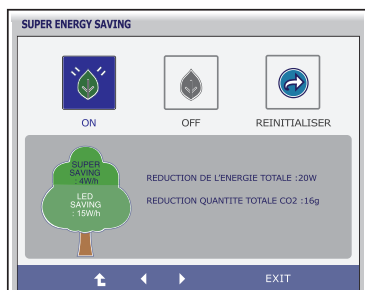 SUPER ENERGY SAVING
ON
OFF
REINITIALISER
SUPER
SAVING
: 4W/h
LED
SAVING
: 15W/h
REDUCTION DE L'ENERGIE TOTALE :20W
REDUCTION QUANTITE TOTALE CO2 :16g
EXIT